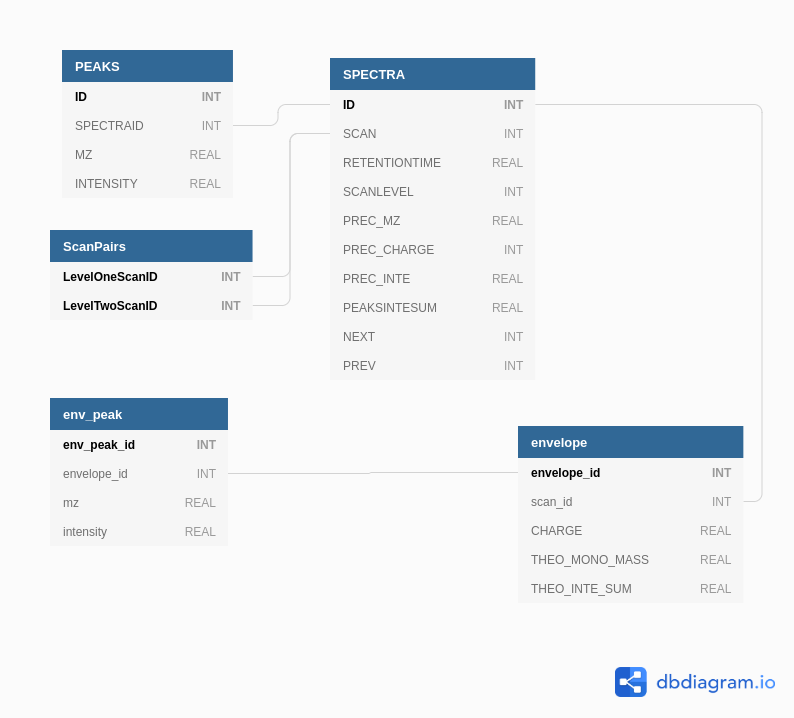 PEAKS
ID INT
SPECTRAID INT
MZ REAL
INTENSITY REAL
SPECTRA
ID INT
SCAN INT
RETENTIONTIME REAL
SCANLEVEL INT
PREC_MZ REAL
PREC_CHARGE INT
PREC_INTE REAL
PEAKSINTESUM REAL
NEXT INT
PREV INT
ScanPairs
LevelOneScanID INT
LevelTwoScanID INT
env_peak
env_peak_id INT
envelope_id INT
mz REAL
intensity REAL
envelope
envelope_id INT
scan_id INT
CHARGE REAL
THEO_MONO_MASS REAL
THEO_INTE_SUM REAL
dbdiagram.io